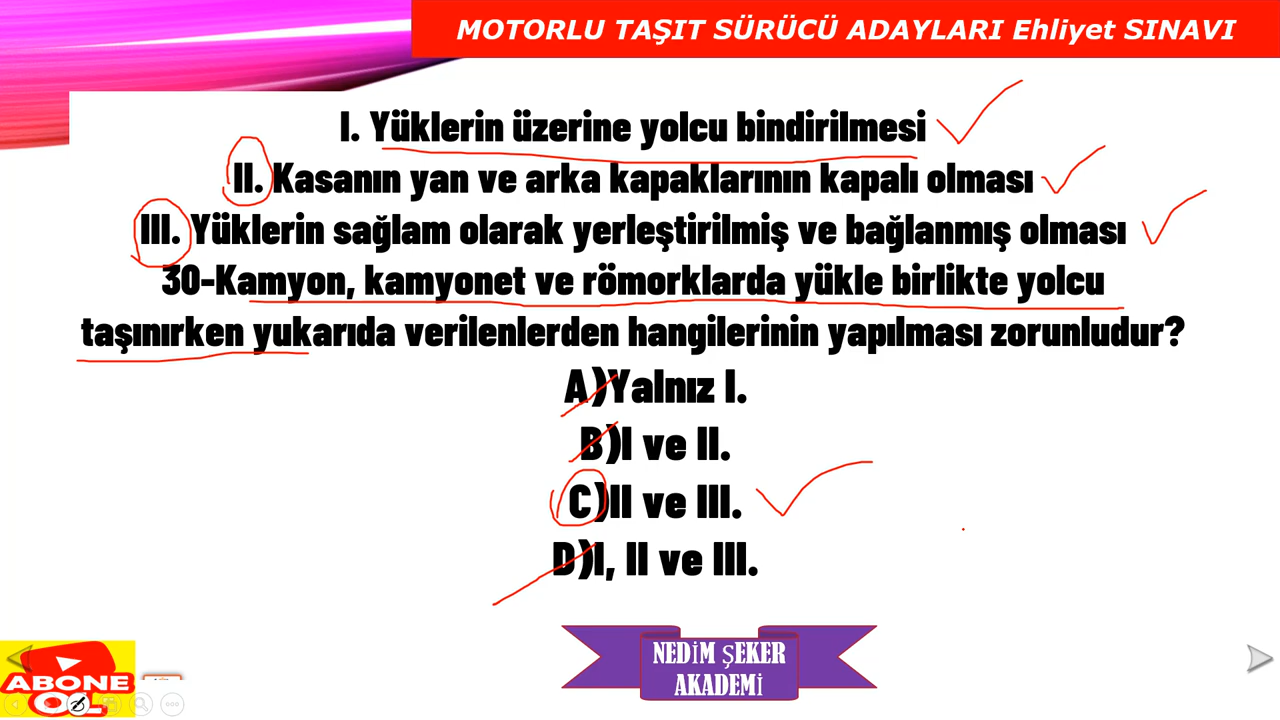 MOTORLU TAŞIT SÜRÜCÜ ADAYLARI Ehliyet SINAVI
I. Yüklerin üzerine yolcu bindirilmesi
II. Kasanın yan ve arka kapaklarının kapalı olması
III. Yüklerin sağlam olarak yerleştirilmiş ve bağlanmış olması
30-Kamyon, kamyonet ve römorklarda yükle birlikte yolcu
taşınırken yukarıda verilenlerden hangilerinin yapılması zorunludur?
A)Yalnız I.
B)I ve II.
C)II ve III.
D)I, II ve III.
NEDİM ŞEKER
AKADEMİ
ABONE
OL